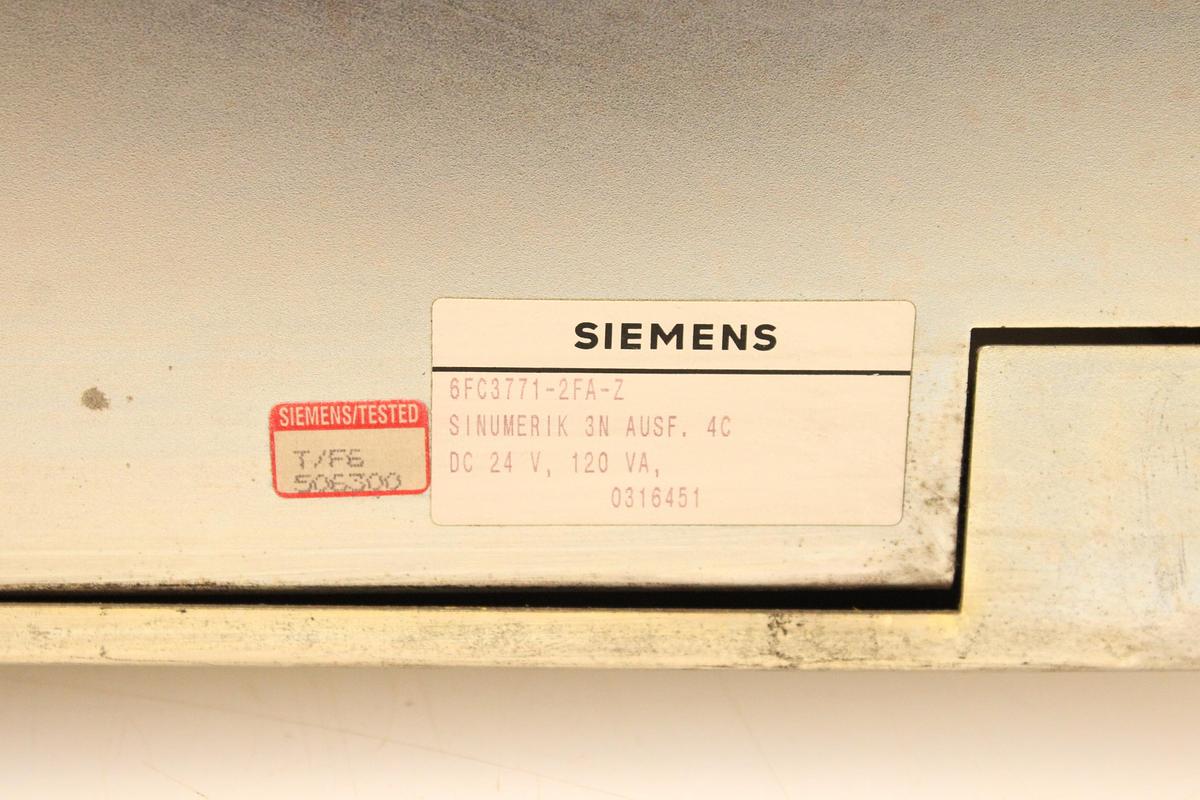 SIEMENS
6FC3771-2FA-Z
SINUMERIK 3N AUSF. 4C
DC 24 V, 120 VA,
0316451
SIEMENS/TESTED
T/F6
506300